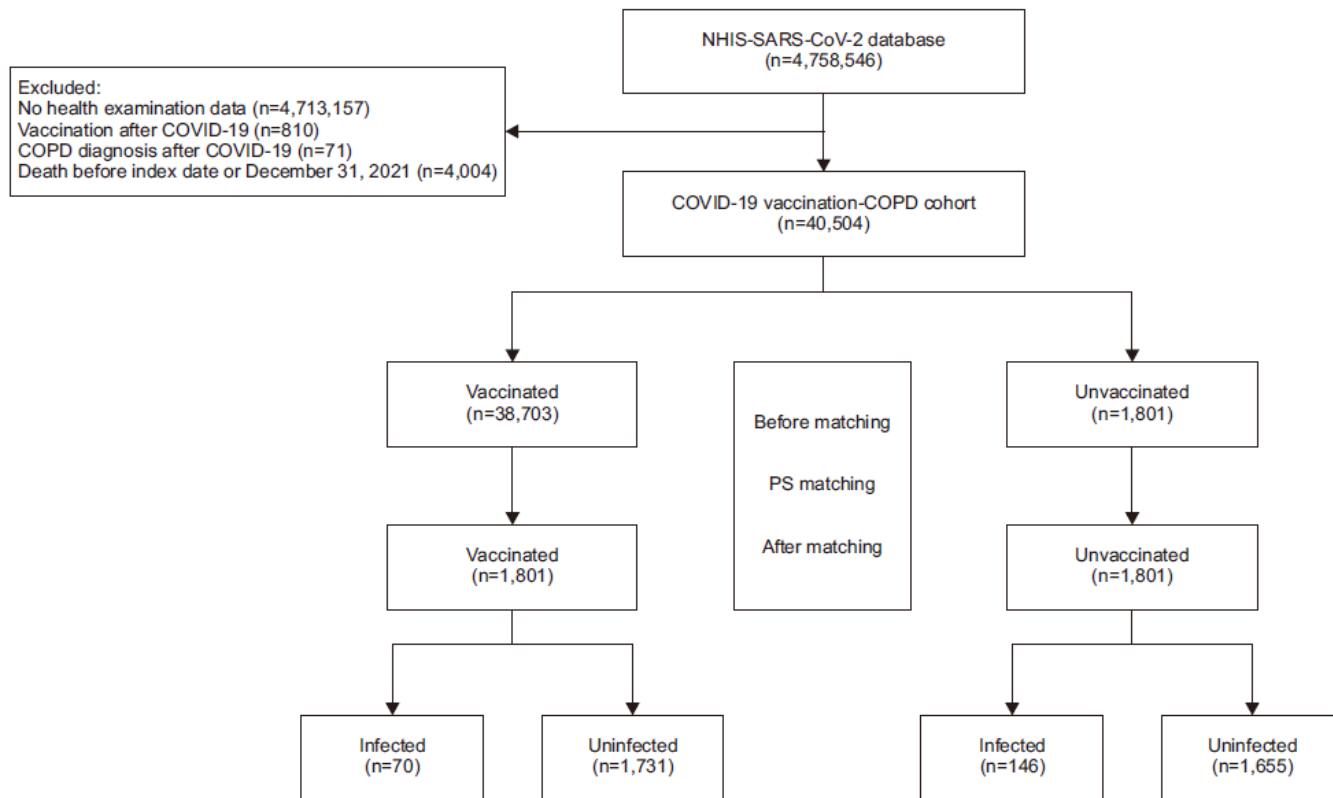 NHIS-SARS-CoV-2 database
(n=4,758,546)
Excluded:
No health examination data (n=4,713,157)
Vaccination after COVID-19 (n=810)
COPD diagnosis after COVID-19 (n=71)
Death before index date or December 31, 2021 (n=4,004)
COVID-19 vaccination-COPD cohort
(n=40,504)
Vaccinated
(n=38,703)
Before matching
PS matching
After matching
Unvaccinated
(n=1,801)
Vaccinated
(n=1,801)
Unvaccinated
(n=1,801)
Infected
(n=70)
Uninfected
(n=1,731)
Infected
(n=146)
Uninfected
(n=1,655)